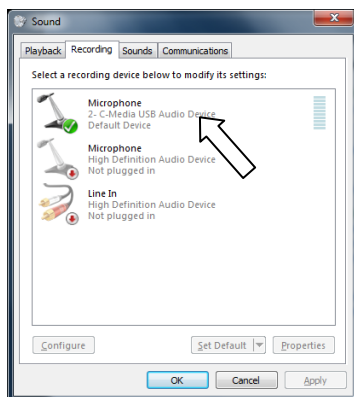 Sound
Playback Recording Sounds Communications
Select a recording device below to modify its settings:
Microphone
2- C-Media USB Audio Device
Default Device
Microphone
High Definition Audio Device
Not plugged in
Line In
High Definition Audio Device
Not plugged in
Configure Set Default Properties
OK Cancel Apply